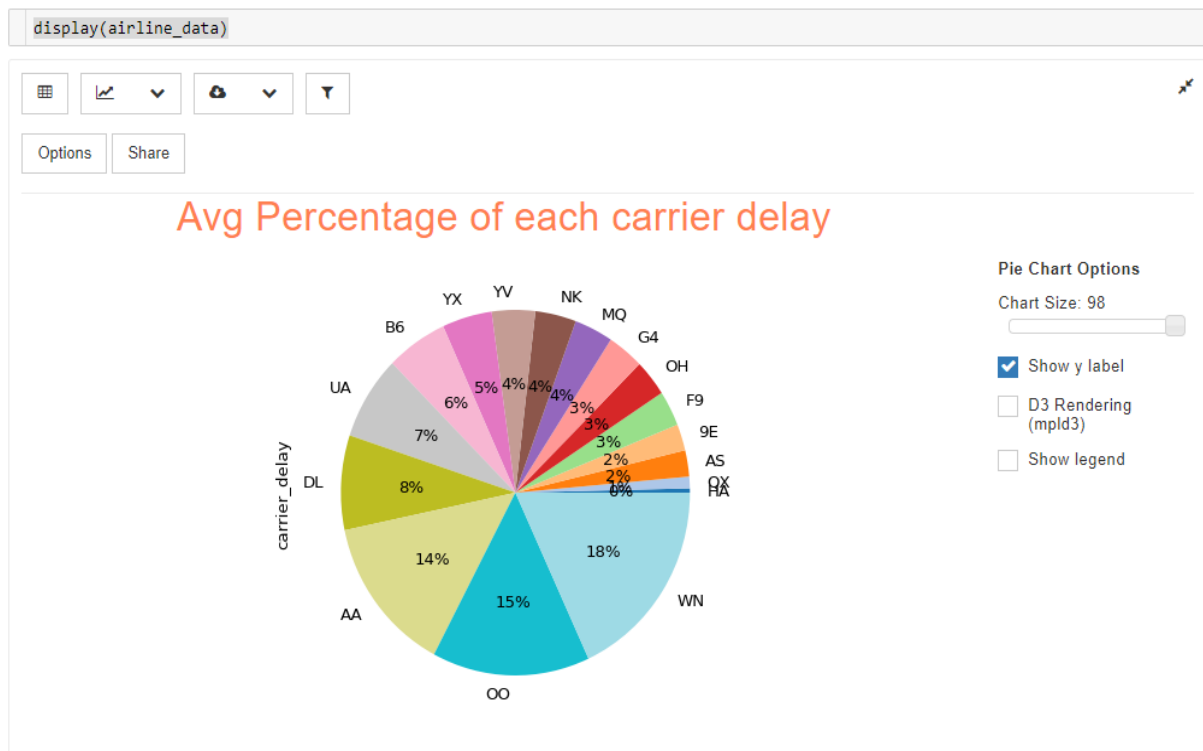 display(airline_data)
Options
Share
Avg Percentage of each carrier delay
Pie Chart Options
Chart Size: 98
Show y label
D3 Rendering
(mpld3)
Show legend
carrier_delay
YX
YV
NK
MQ
G4
OH
F9
9E
AS
QX
HA
WN
OO
AA
DL
UA
B6
5%
4%
4%
4%
3%
3%
3%
2%
2%
1%
0%
18%
15%
14%
8%
7%
6%